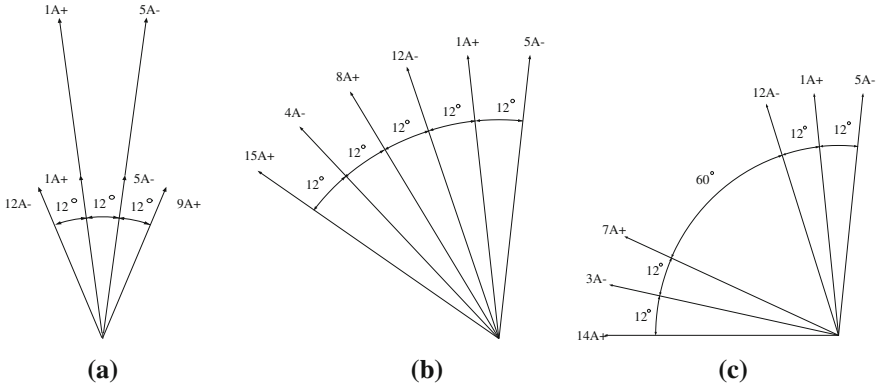 1A+ 5A-
1A+ 5A-
12A- 9A+
12° 12° 12°
(a)
5A-
1A+
12A-
8A+
4A-
15A+
12° 12° 12° 12° 12°
(b)
5A-
1A+
12A-
12° 12°
60°
7A+
12°
3A-
12°
14A+
(c)